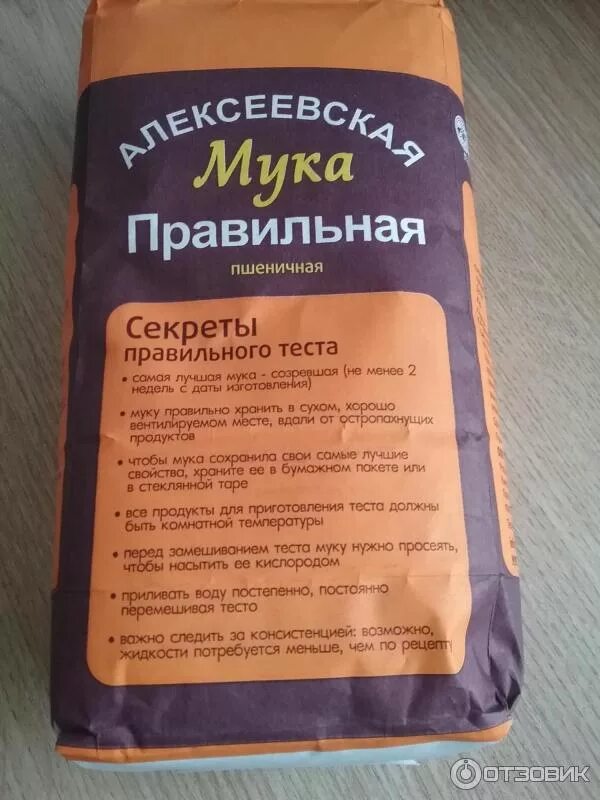 АЛЕКСЕЕВСКАЯ
Мука
Правильная
пшеничная
Секреты
правильного теста
• самая лучшая мука - созревшая (не менее 2
недель с даты изготовления)
• муку правильно хранить в сухом, хорошо
вентилируемом месте, вдали от остропахнущих
продуктов
• чтобы мука сохранила свои самые лучшие
свойства, храните ее в бумажном пакете или
в стеклянной таре
• все продукты для приготовления теста должны
быть комнатной температуры
• перед замешиванием теста муку нужно просеять,
чтобы насытить ее кислородом
• приливать воду постепенно, постоянно
перемешивая тесто
• важно следить за консистенцией: возможно,
жидкости потребуется меньше, чем по рецепту
ОТЗОВИК